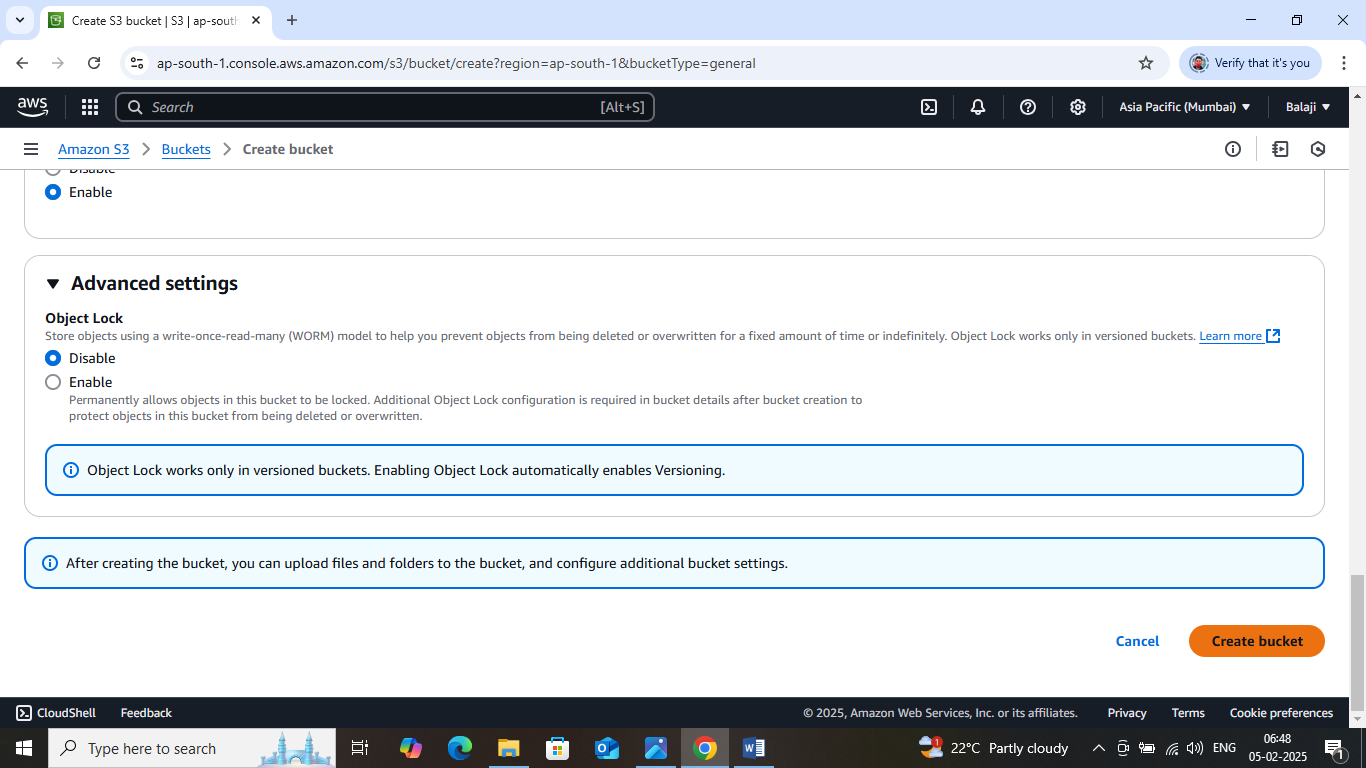 Create S3 bucket | S3 | ap-south
ap-south-1.console.aws.amazon.com/s3/bucket/create?region=ap-south-1&bucketType=general
Verify that it's you
aws
Search
[Alt+S]
Asia Pacific (Mumbai)
Balaji
Amazon S3
Buckets
Create bucket
Disable
Enable
Advanced settings
Object Lock
Store objects using a write-once-read-many (WORM) model to help you prevent objects from being deleted or overwritten for a fixed amount of time or indefinitely. Object Lock works only in versioned buckets. Learn more
Disable
Enable
Permanently allows objects in this bucket to be locked. Additional Object Lock configuration is required in bucket details after bucket creation to
protect objects in this bucket from being deleted or overwritten.
Object Lock works only in versioned buckets. Enabling Object Lock automatically enables Versioning.
After creating the bucket, you can upload files and folders to the bucket, and configure additional bucket settings.
Cancel
Create bucket
CloudShell
Feedback
© 2025, Amazon Web Services, Inc. or its affiliates.
Privacy
Terms
Cookie preferences
Type here to search
1
22°C Partly cloudy
ENG
06:48
05-02-2025
1